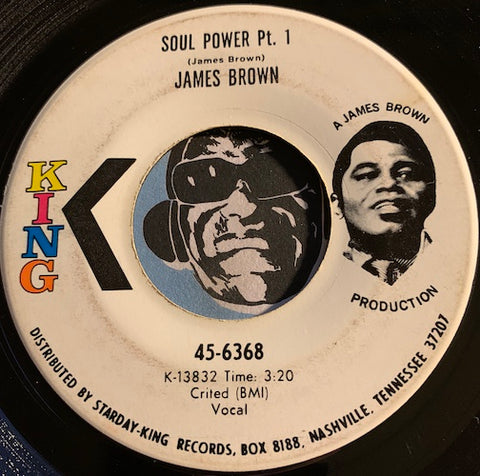 SOUL POWER Pt. 1
(James Brown)
JAMES BROWN
KING
K
A JAMES BROWN
PRODUCTION
45-6368
K-13832 Time: 3:20
Crited (BMI)
Vocal
DISTRIBUTED BY STARDAY-KING RECORDS, BOX 8188, NASHVILLE, TENNESSEE 37207